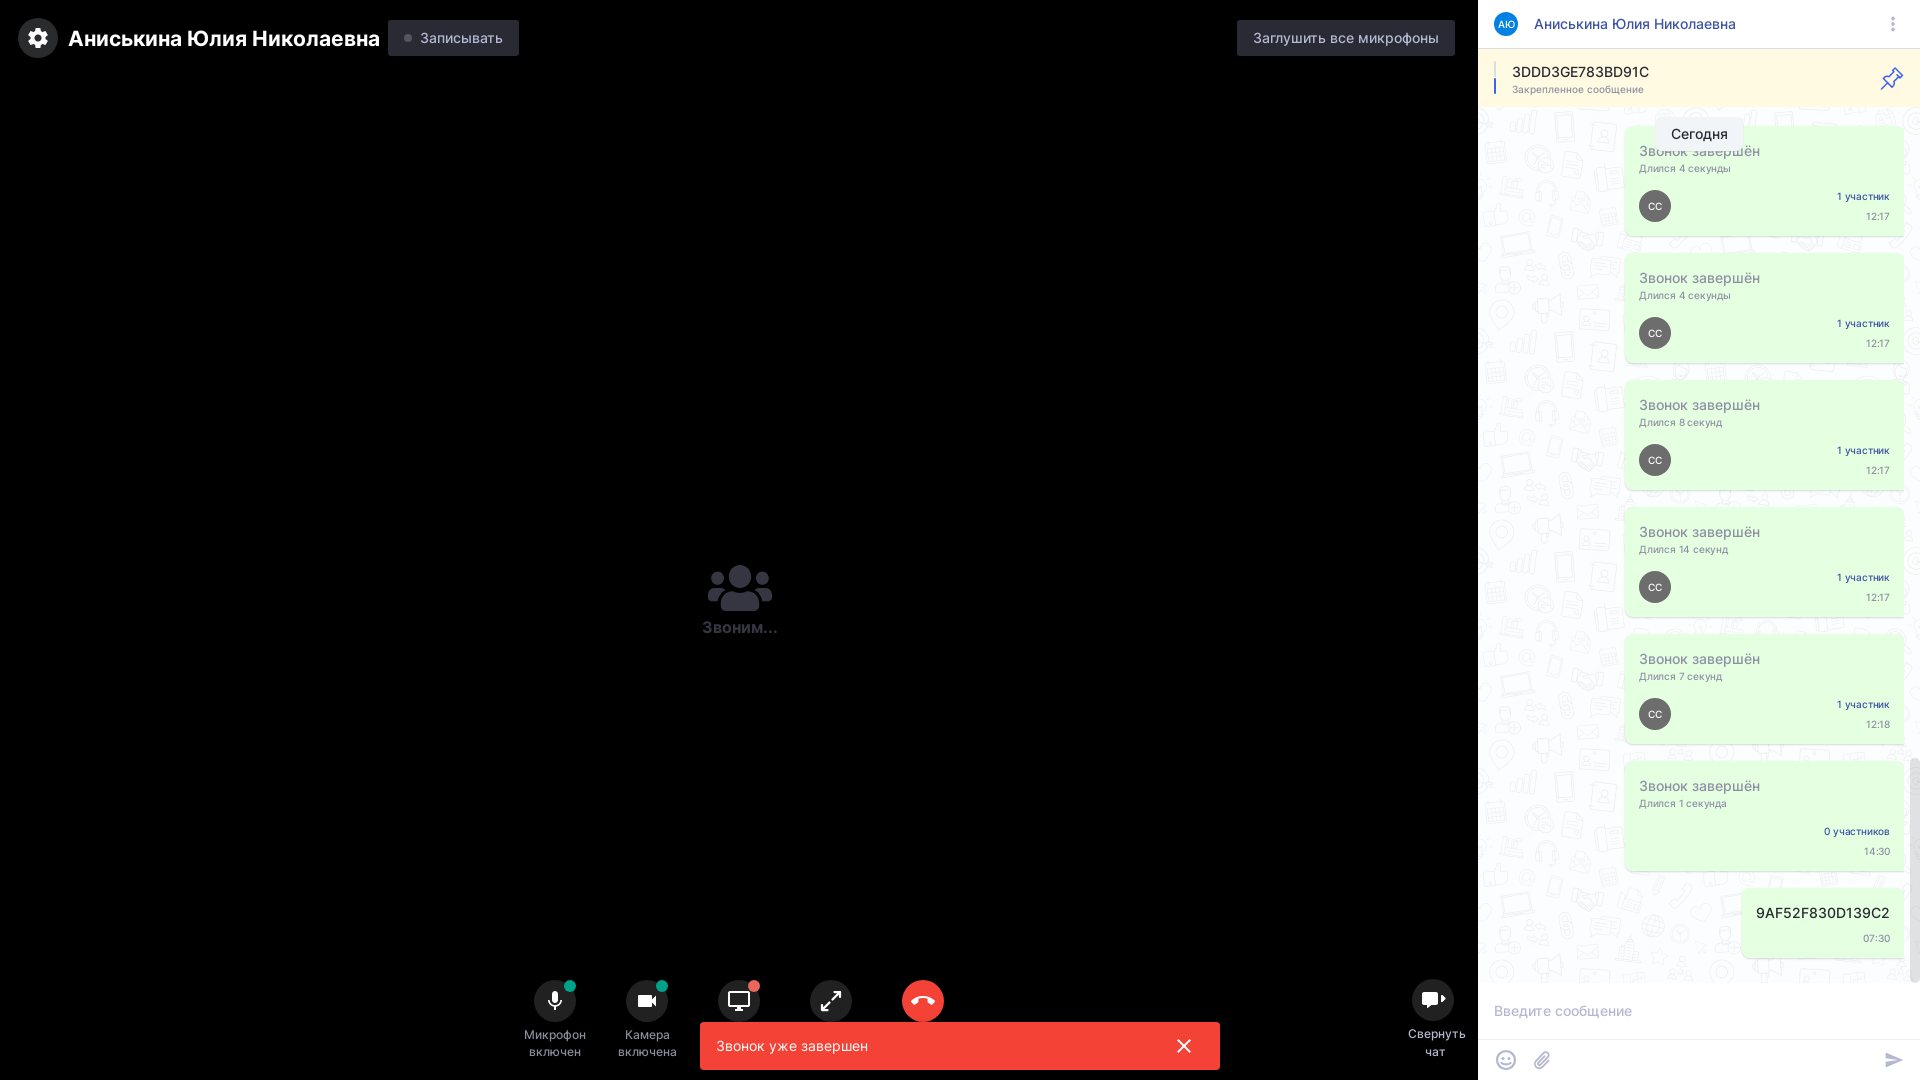 Аниськина Юлия Николаевна
Записывать
Заглушить все микрофоны
Звоним...
Микрофон
включен
Камера
включена
Звонок уже завершен
Свернуть
чат
АЮ
Аниськина Юлия Николаевна
3DDD3GE783BD91C
Закрепленное сообщение
Сегодня
Звонок завершён
Длился 4 секунды
СС
1 участник
12:17
Звонок завершён
Длился 4 секунды
СС
1 участник
12:17
Звонок завершён
Длился 8 секунд
СС
1 участник
12:17
Звонок завершён
Длился 14 секунд
СС
1 участник
12:17
Звонок завершён
Длился 7 секунд
СС
1 участник
12:18
Звонок завершён
Длился 1 секунда
0 участников
14:30
9AF52F830D139C2
07:30
Введите сообщение